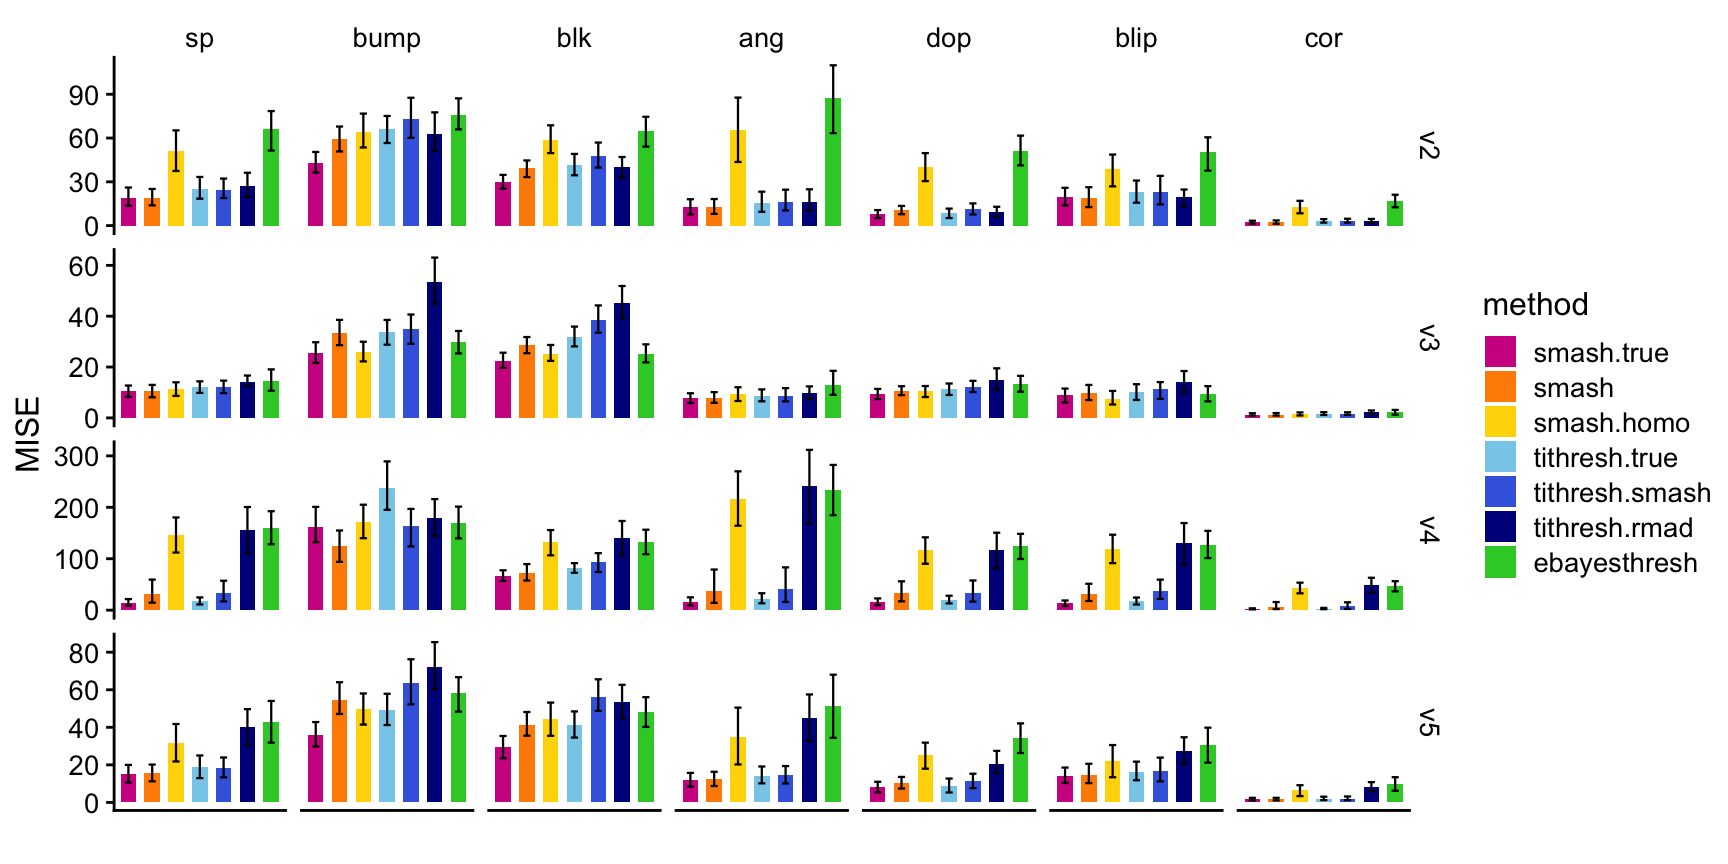 sp bump blk ang dop blip cor
90
60
30
0
v2
60
40
20
0
v3
300
200
100
0
v4
80
60
40
20
0
v5
MISE
method
smash.true
smash
smash.homo
tithresh.true
tithresh.smash
tithresh.rmad
ebayesthresh